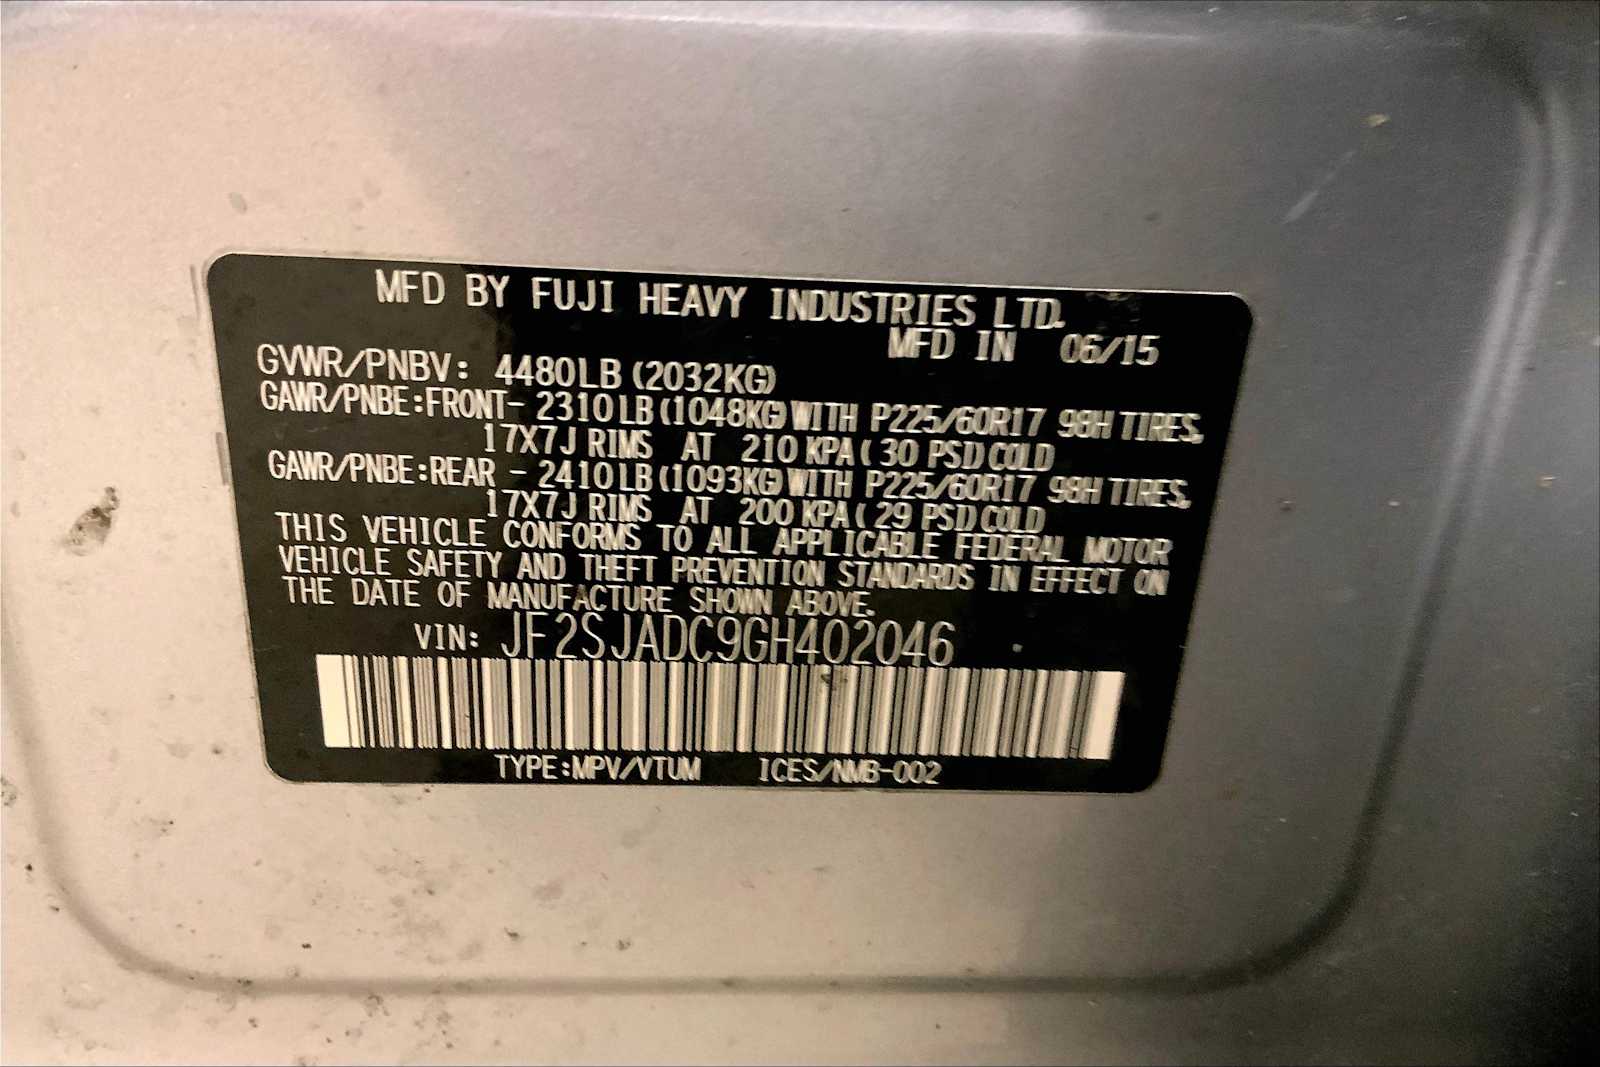 MFD BY FUJI HEAVY INDUSTRIES LTD.
MFD IN 06/15
GVWR/PNBV: 4480LB (2032KG)
GAWR/PNBE:FRONT- 2310LB (1048KG) WITH P225/60R17 98H TIRES,
17X7J RIMS AT 210 KPA ( 30 PSI) COLD
GAWR/PNBE:REAR - 2410LB (1093KG) WITH P225/60R17 98H TIRES,
17X7J RIMS AT 200 KPA ( 29 PSI) COLD
THIS VEHICLE CONFORMS TO ALL APPLICABLE FEDERAL MOTOR
VEHICLE SAFETY AND THEFT PREVENTION STANDARDS IN EFFECT ON
THE DATE OF MANUFACTURE SHOWN ABOVE.
VIN: JF2SJADC9GH402046
TYPE:MPV/VTUM ICES/NMB-002